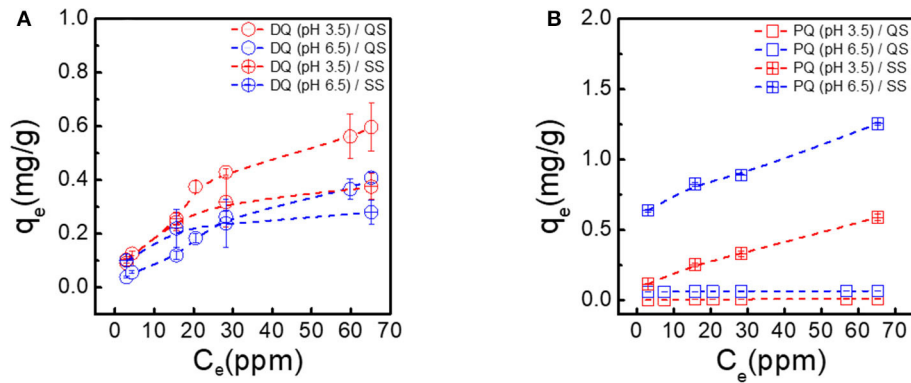 A
DQ (pH 3.5) / QS
DQ (pH 6.5) / QS
DQ (pH 3.5) / SS
DQ (pH 6.5) / SS
1.0
0.8
0.6
0.4
0.2
0.0
qe(mg/g)
0 10 20 30 40 50 60 70
Ce(ppm)
B
PQ (pH 3.5) / QS
PQ (pH 6.5) / QS
PQ (pH 3.5) / SS
PQ (pH 6.5) / SS
2.0
1.5
1.0
0.5
0.0
qe(mg/g)
0 10 20 30 40 50 60 70
Ce(ppm)